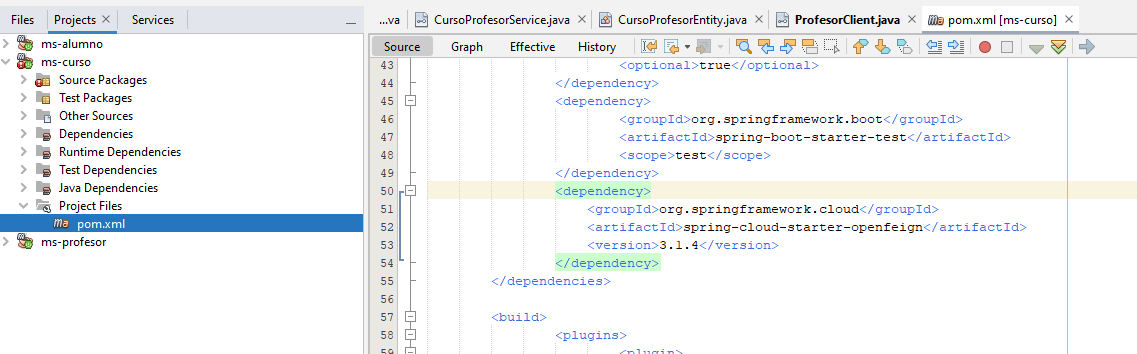 Files Projects Services
ms-alumno
ms-curso
Source Packages
Test Packages
Other Sources
Dependencies
Runtime Dependencies
Test Dependencies
Java Dependencies
Project Files
pom.xml
ms-profesor
...va CursoProfesorService.java CursoProfesorEntity.java ProfesorClient.java pom.xml [ms-curso]
Source Graph Effective History
43 <optional>true</optional>
44 </dependency>
45 <dependency>
46 <groupId>org.springframework.boot</groupId>
47 <artifactId>spring-boot-starter-test</artifactId>
48 <scope>test</scope>
49 </dependency>
50 <dependency>
51 <groupId>org.springframework.cloud</groupId>
52 <artifactId>spring-cloud-starter-openfeign</artifactId>
53 <version>3.1.4</version>
54 </dependency>
55 </dependencies>
56
57 <build>
58 <plugins>
59 <plugin>